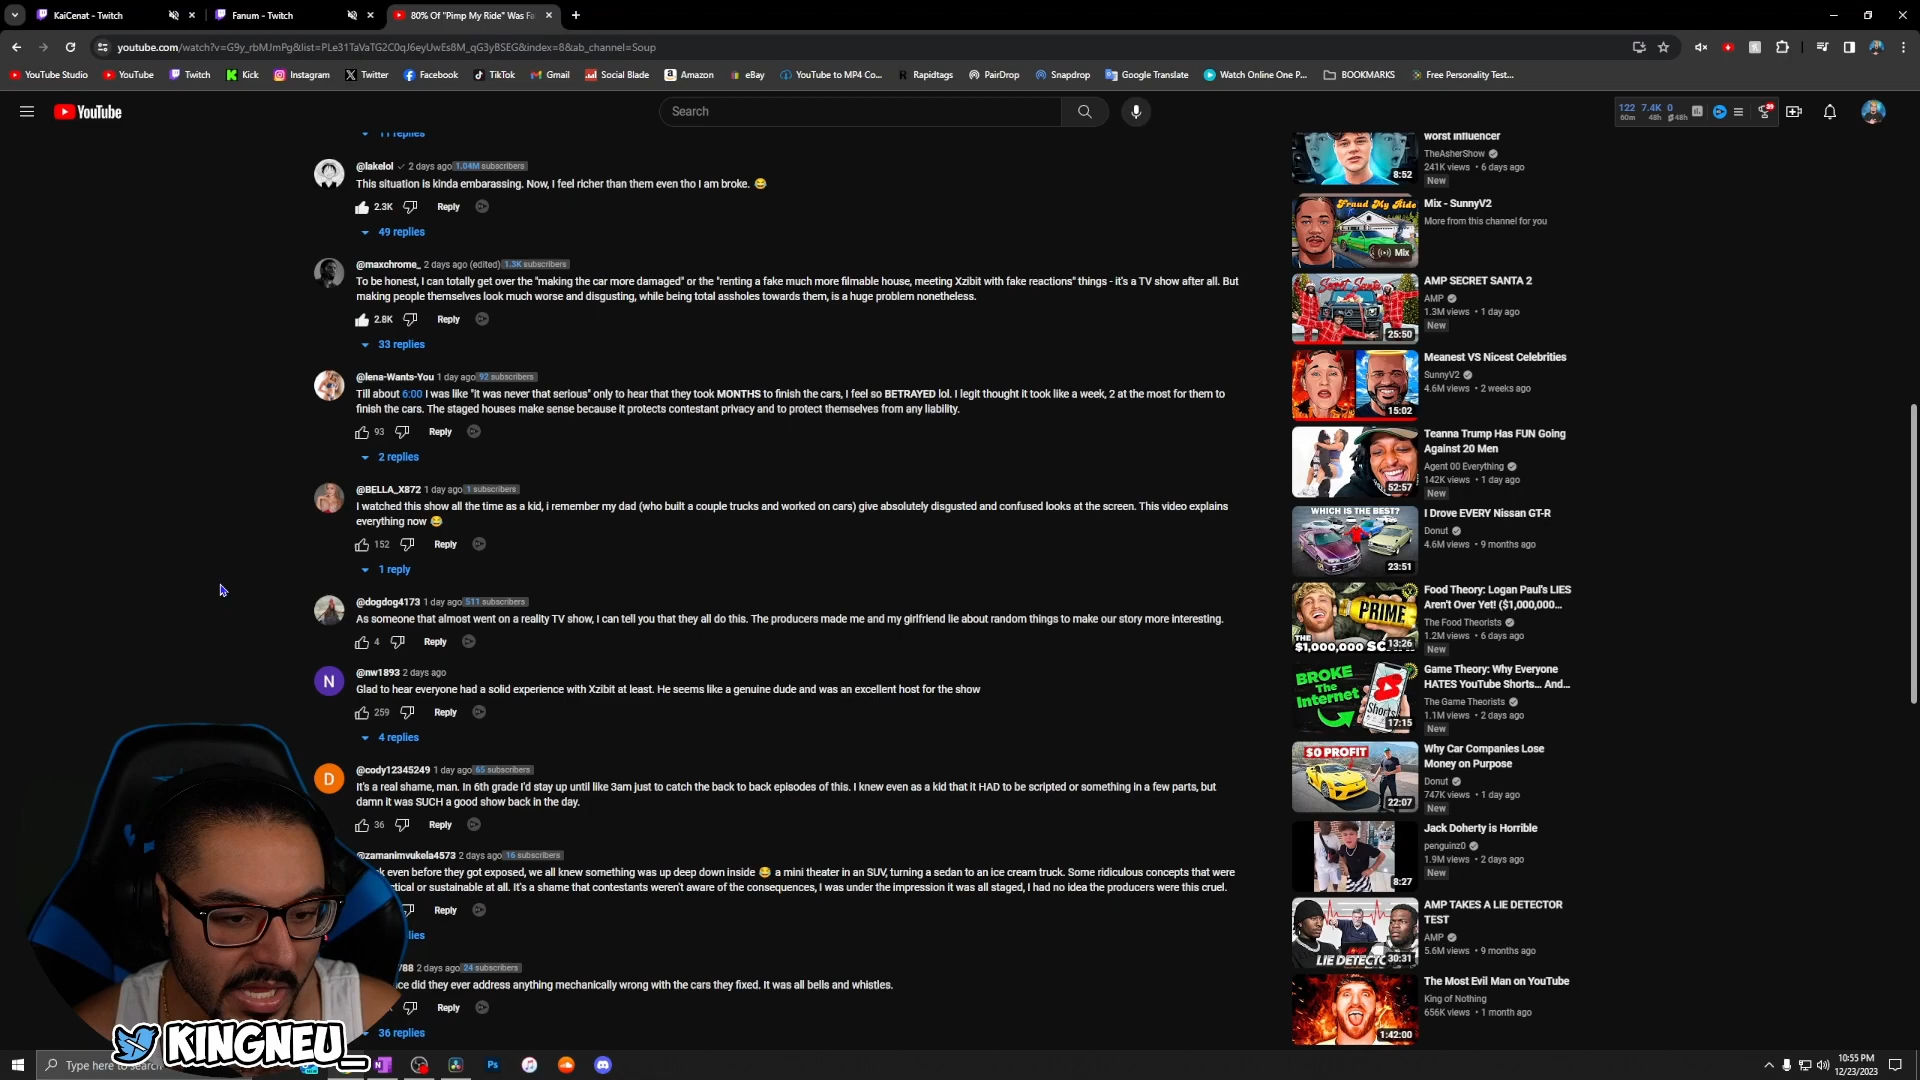 KaiCenat - Twitch
Fanum - Twitch
80% Of "Pimp My Ride" Was Fa
youtube.com/watch?v=G9y_rbMJmPg&list=PLe31TaVaTG2C0qJ6eyUwEs8M_qG3yBSEG&index=8&ab_channel=Soup
YouTube Studio
YouTube
Twitch
Kick
Instagram
Twitter
Facebook
TikTok
Gmail
Social Blade
Amazon
eBay
YouTube to MP4 Co...
Rapidtags
PairDrop
Snapdrop
Google Translate
Watch Online One P...
BOOKMARKS
Free Personality Test...
YouTube
Search
122 7.4K 0
60m 48h 48h
11 replies
@lakelol 2 days ago 1.04M subscribers
This situation is kinda embarassing. Now, I feel richer than them even tho I am broke. 😂
2.3K Reply
49 replies
@maxchrome_ 2 days ago (edited) 1.3K subscribers
To be honest, I can totally get over the "making the car more damaged" or the "renting a fake much more filmable house, meeting Xzibit with fake reactions" things - it's a TV show after all. But
making people themselves look much worse and disgusting, while being total assholes towards them, is a huge problem nonetheless.
2.8K Reply
33 replies
@lena-Wants-You 1 day ago 92 subscribers
Till about 6:00 I was like "it was never that serious" only to hear that they took MONTHS to finish the cars, I feel so BETRAYED lol. I legit thought it took like a week, 2 at the most for them to
finish the cars. The staged houses make sense because it protects contestant privacy and to protect themselves from any liability.
93 Reply
2 replies
@BELLA_X872 1 day ago 1 subscribers
I watched this show all the time as a kid, i remember my dad (who built a couple trucks and worked on cars) give absolutely disgusted and confused looks at the screen. This video explains
everything now 😂
152 Reply
1 reply
@dogdog4173 1 day ago 511 subscribers
As someone that almost went on a reality TV show, I can tell you that they all do this. The producers made me and my girlfriend lie about random things to make our story more interesting.
4 Reply
N
@nw1893 2 days ago
Glad to hear everyone had a solid experience with Xzibit at least. He seems like a genuine dude and was an excellent host for the show
259 Reply
4 replies
D
@cody12345249 1 day ago 65 subscribers
It's a real shame, man. In 6th grade I'd stay up until like 3am just to catch the back to back episodes of this. I knew even as a kid that it HAD to be scripted or something in a few parts, but
damn it was SUCH a good show back in the day.
36 Reply
@zamanimvukela4573 2 days ago 16 subscribers
even before they got exposed, we all knew something was up deep down inside 😂 a mini theater in an SUV, turning a sedan to an ice cream truck. Some ridiculous concepts that were
ctical or sustainable at all. It's a shame that contestants weren't aware of the consequences, I was under the impression it was all staged, I had no idea the producers were this cruel.
Reply
lies
2 days ago 24 subscribers
ce did they ever address anything mechanically wrong with the cars they fixed. It was all bells and whistles.
Reply
36 replies
worst influencer
TheAsherShow
241K views • 6 days ago
New
8:52
Fraud My Ride
Mix
Mix - SunnyV2
More from this channel for you
Secret Santa
25:50
AMP SECRET SANTA 2
AMP
1.3M views • 1 day ago
New
15:02
Meanest VS Nicest Celebrities
SunnyV2
4.6M views • 2 weeks ago
52:57
Teanna Trump Has FUN Going
Against 20 Men
Agent 00 Everything
142K views • 1 day ago
New
WHICH IS THE BEST?
23:51
I Drove EVERY Nissan GT-R
Donut
4.6M views • 9 months ago
PRIME
THE
$1,000,000 SC
13:26
Food Theory: Logan Paul's LIES
Aren't Over Yet! ($1,000,000...
The Food Theorists
1.2M views • 6 days ago
New
BROKE
The
Internet
Shorts
17:15
Game Theory: Why Everyone
HATES YouTube Shorts... And...
The Game Theorists
1.1M views • 2 days ago
New
$0 PROFIT
22:07
Why Car Companies Lose
Money on Purpose
Donut
747K views • 1 day ago
New
8:27
Jack Doherty is Horrible
penguinz0
1.9M views • 2 days ago
New
LIE DETECTO
30:31
AMP TAKES A LIE DETECTOR
TEST
AMP
5.6M views • 9 months ago
1:42:00
The Most Evil Man on YouTube
King of Nothing
656K views • 1 month ago
KINGNEU_
Type here to search
N
Ps
10:55 PM
12/23/2023